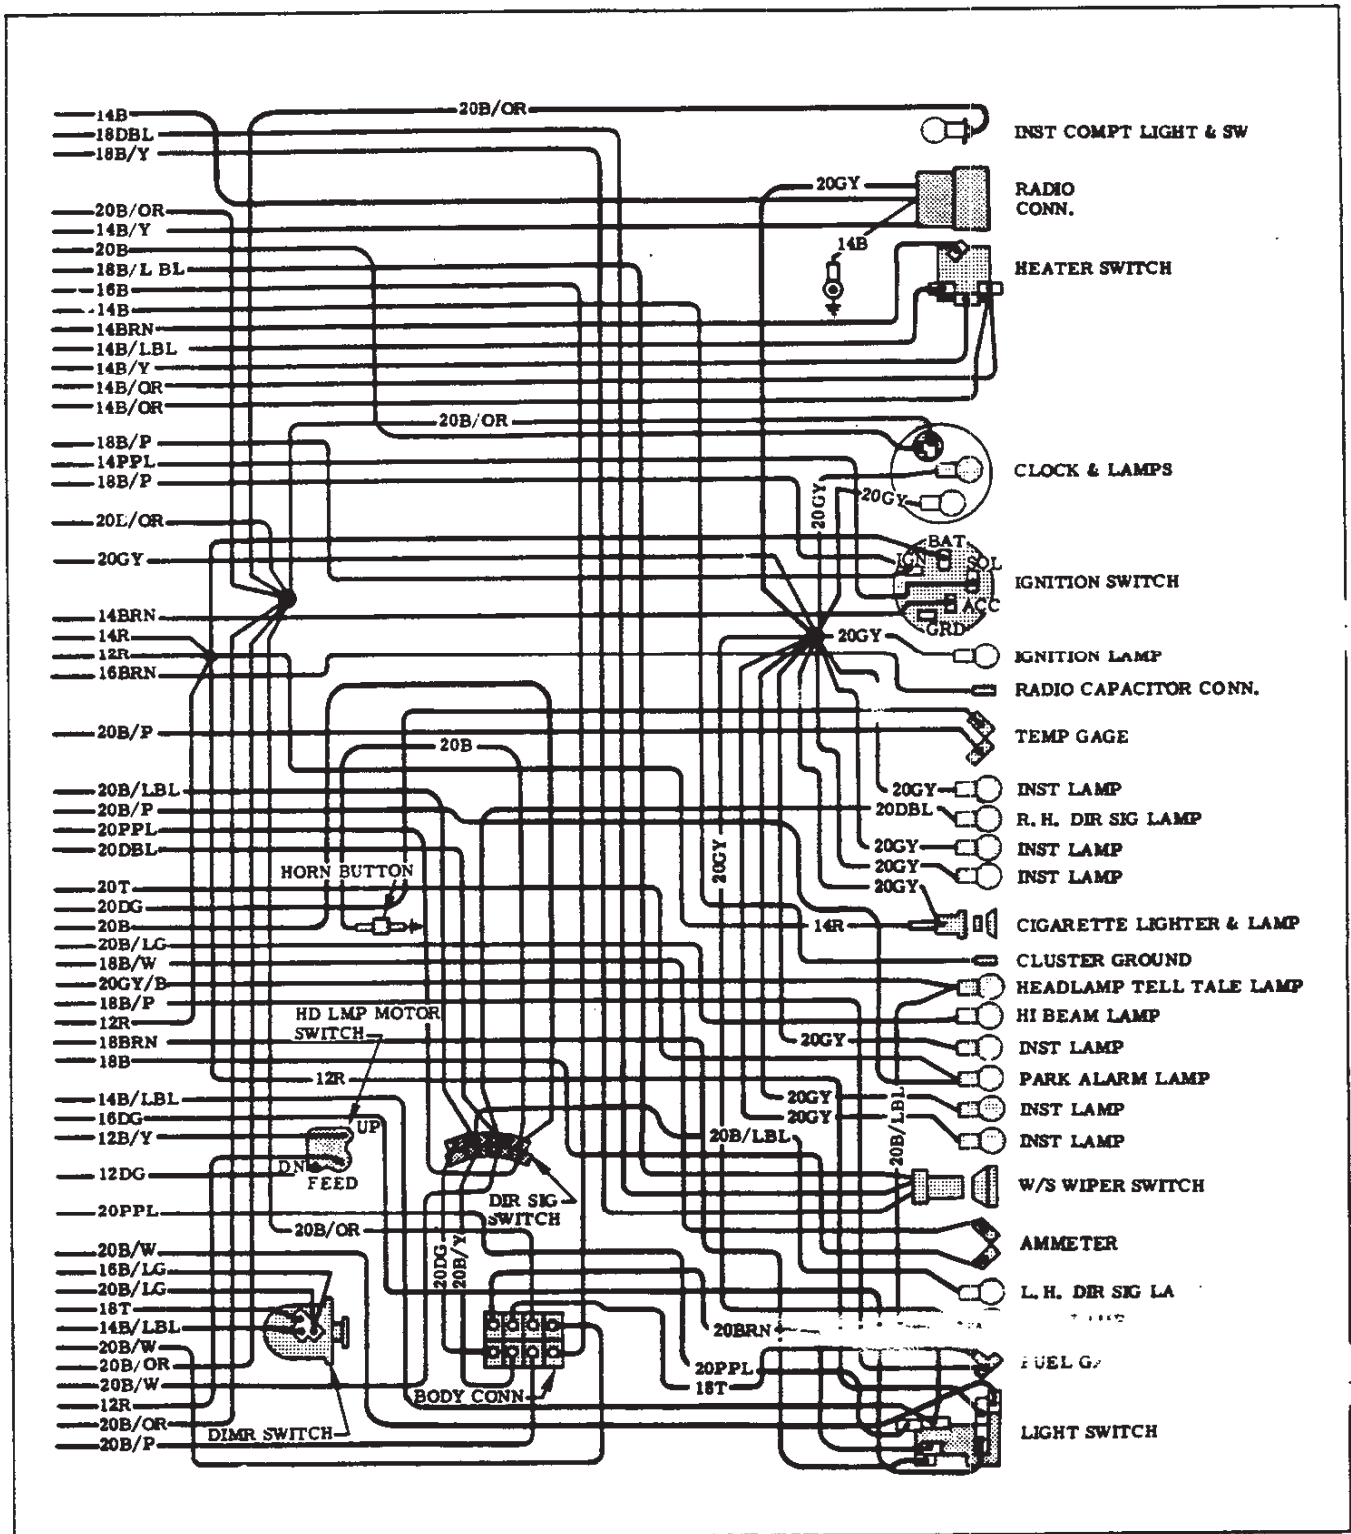 14B
18DBL
18B/Y
20B/OR
14B/Y
20B
18B/L BL
16B
14B
14BRN
14B/LBL
14B/Y
14B/OR
14B/OR
18B/P
14PPL
18B/P
20L/OR
20GY
14BRN
14R
12R
16BRN
20B/P
20B/LBL
20B/P
20PPL
20DBL
20T
20DG
20B
20B/LG
18B/W
20GY/B
18B/P
12R
18BRN
18B
14B/LBL
16DG
12B/Y
12DG
20PPL
20B/W
16B/LG
20B/LG
18T
14B/LBL
20B/W
20B/OR
20B/W
12R
20B/OR
20B/P
20B/OR
20GY
14B
20B/OR
20GY
20GY
BAT.
IGN
SOL
ACC
GRD
20GY
20B
HORN BUTTON
20GY
20GY
20DBL
20GY
20GY
20GY
14R
HD LMP MOTOR
SWITCH
20GY
12R
20GY
20GY
20B/LBL
20B/LBL
UP
DN
FEED
DIR SIG
SWITCH
20B/OR
20DG
20B/Y
20BRN
20PPL
18T
BODY CONN
DIMR SWITCH
INST COMPT LIGHT & SW
RADIO
CONN.
HEATER SWITCH
CLOCK & LAMPS
IGNITION SWITCH
IGNITION LAMP
RADIO CAPACITOR CONN.
TEMP GAGE
INST LAMP
R. H. DIR SIG LAMP
INST LAMP
INST LAMP
CIGARETTE LIGHTER & LAMP
CLUSTER GROUND
HEADLAMP TELL TALE LAMP
HI BEAM LAMP
INST LAMP
PARK ALARM LAMP
INST LAMP
INST LAMP
W/S WIPER SWITCH
AMMETER
L. H. DIR SIG LA
FUEL
LIGHT SWITCH